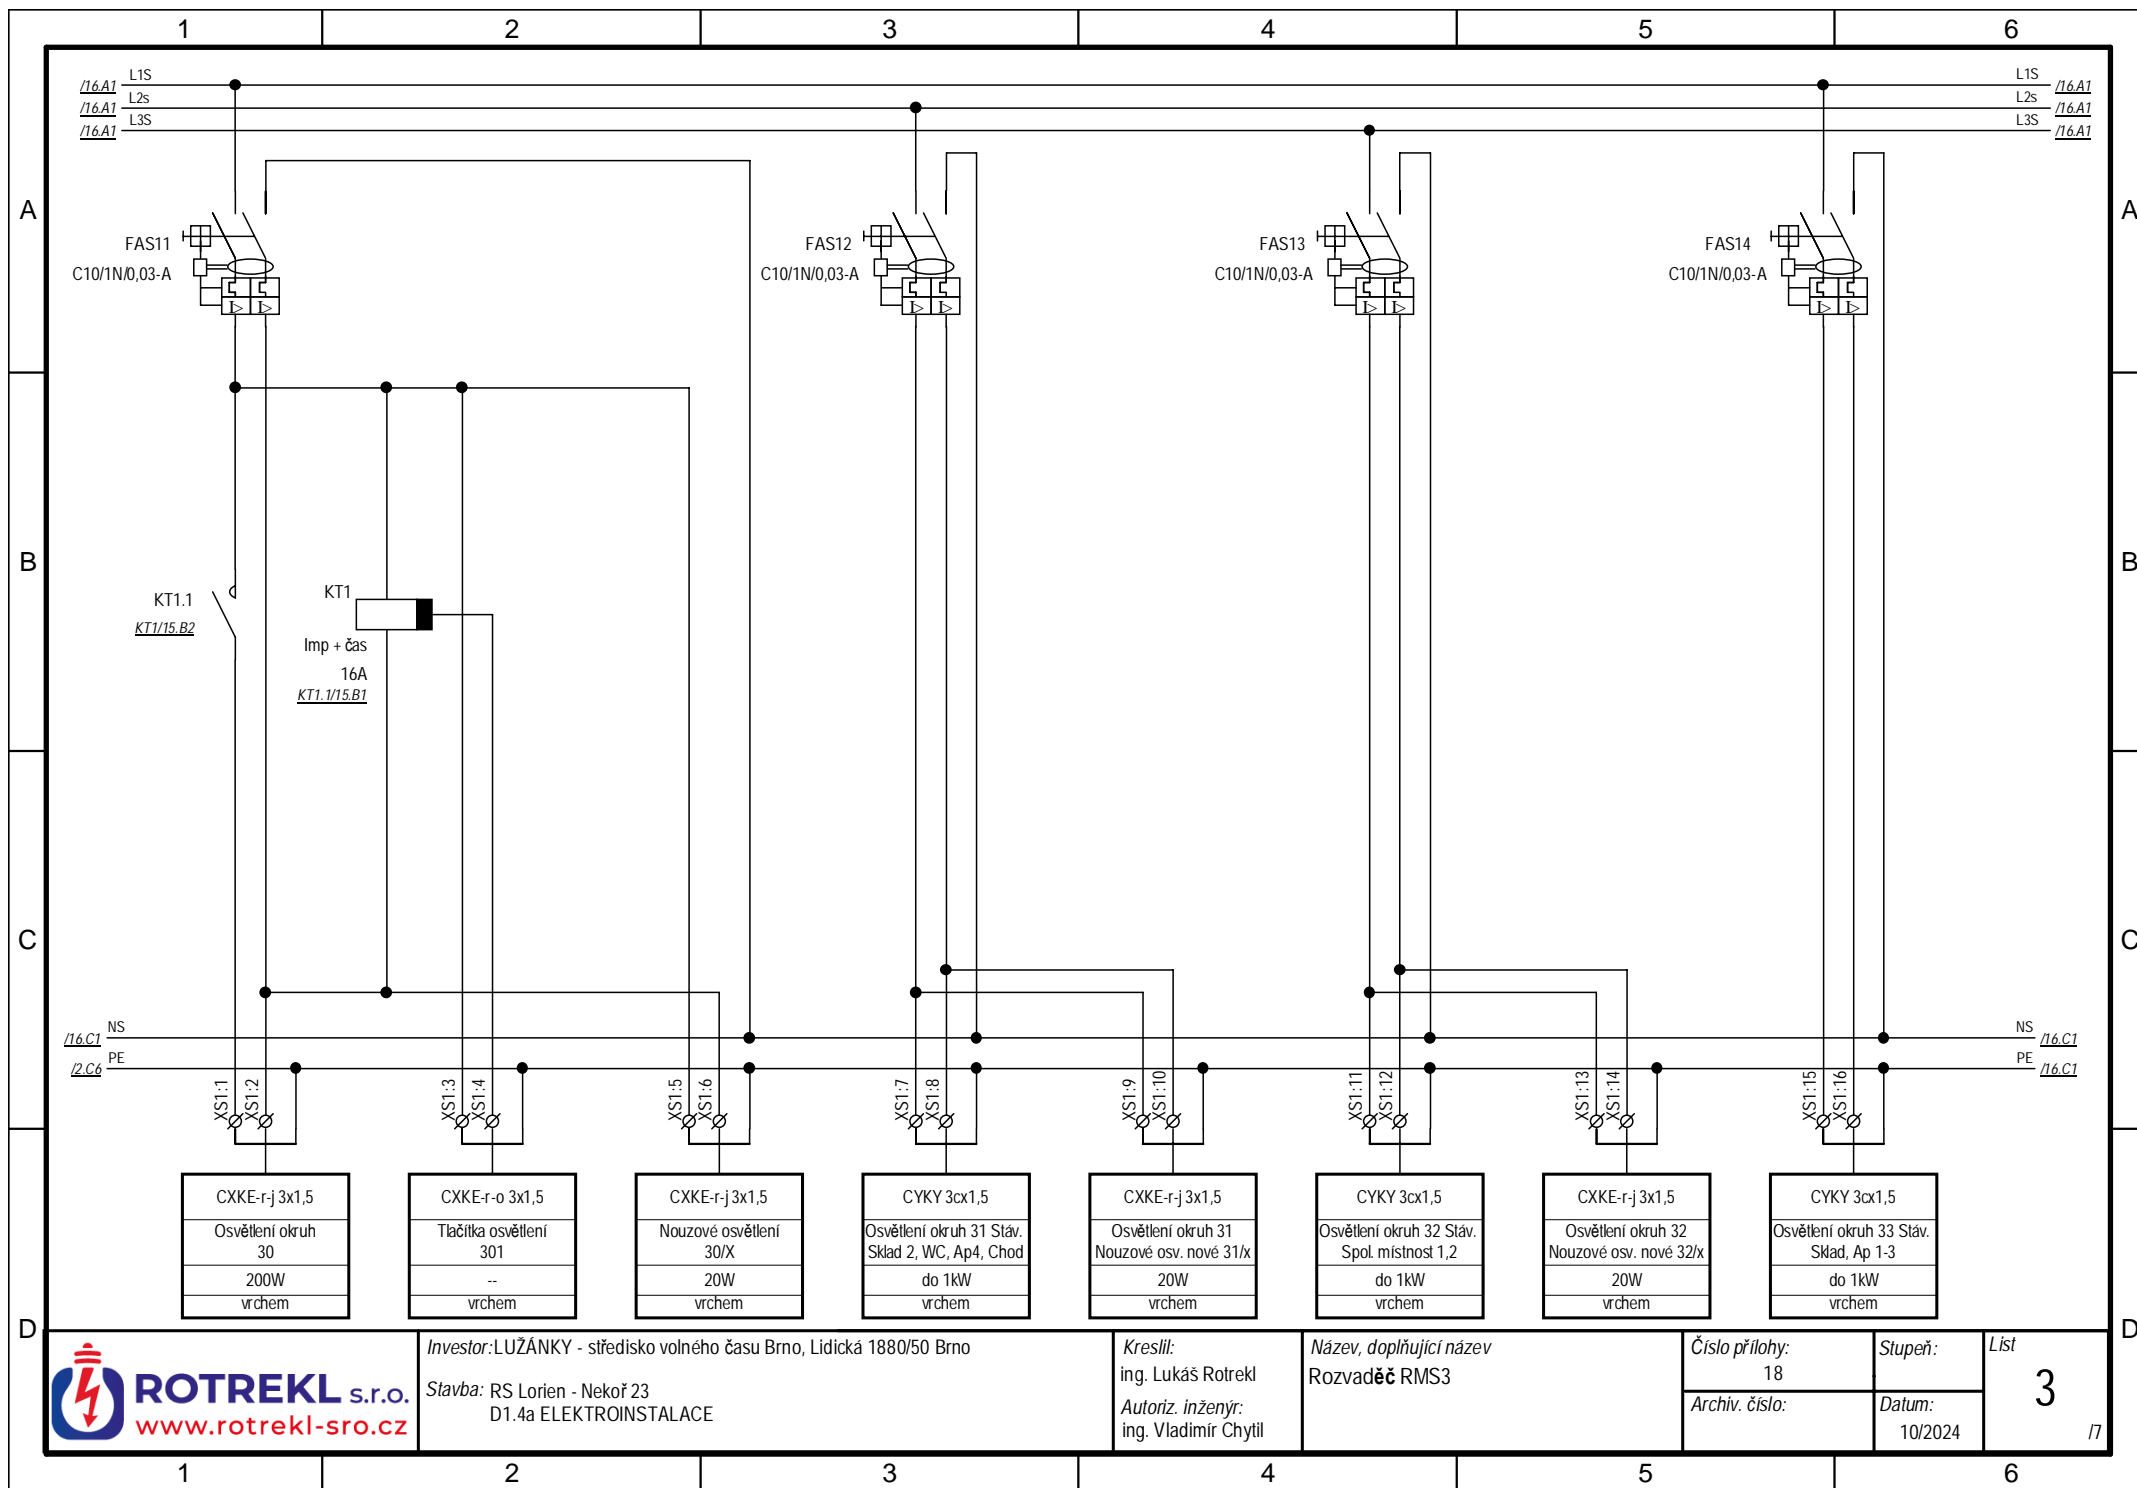 1 2 3 4 5 6
L1S L1S
/16.A1 /16.A1
L2s L2s
/16.A1 /16.A1
L3S L3S
/16.A1 /16.A1
A A
FAS11 FAS12 FAS13 FAS14
C10/1N/0,03-A C10/1N/0,03-A C10/1N/0,03-A C10/1N/0,03-A
I> I> I> I> I> I> I> I>
B B
KT1.1 KT1
KT1/15.B2
Imp + čas
16A
KT1.1/15.B1
C C
NS NS
/16.C1 /16.C1
PE PE
/2.C6 /16.C1
XS1:1 XS1:2 XS1:3 XS1:4 XS1:5 XS1:6 XS1:7 XS1:8 XS1:9 XS1:10 XS1:11 XS1:12 XS1:13 XS1:14 XS1:15 XS1:16
CXKE-r-j 3x1,5
Osvětlení okruh
30
200W
vrchem
CXKE-r-o 3x1,5
Tlačítka osvětlení
301
--
vrchem
CXKE-r-j 3x1,5
Nouzové osvětlení
30/X
20W
vrchem
CYKY 3cx1,5
Osvětlení okruh 31 Stáv.
Sklad 2, WC, Ap4, Chod
do 1kW
vrchem
CXKE-r-j 3x1,5
Osvětlení okruh 31
Nouzové osv. nové 31/x
20W
vrchem
CYKY 3cx1,5
Osvětlení okruh 32 Stáv.
Spol. místnost 1,2
do 1kW
vrchem
CXKE-r-j 3x1,5
Osvětlení okruh 32
Nouzové osv. nové 32/x
20W
vrchem
CYKY 3cx1,5
Osvětlení okruh 33 Stáv.
Sklad, Ap 1-3
do 1kW
vrchem
D D
ROTREKL s.r.o.
www.rotrekl-sro.cz
Investor: LUŽÁNKY - středisko volného času Brno, Lidická 1880/50 Brno
Stavba: RS Lorien - Nekoř 23
D1.4a ELEKTROINSTALACE
Kreslil:
ing. Lukáš Rotrekl
Autoriz. inženýr:
ing. Vladimír Chytil
Název, doplňující název
Rozvaděč RMS3
Číslo přílohy:
18
Archiv. číslo:
Stupeň:
Datum:
10/2024
List
3
/7
1 2 3 4 5 6